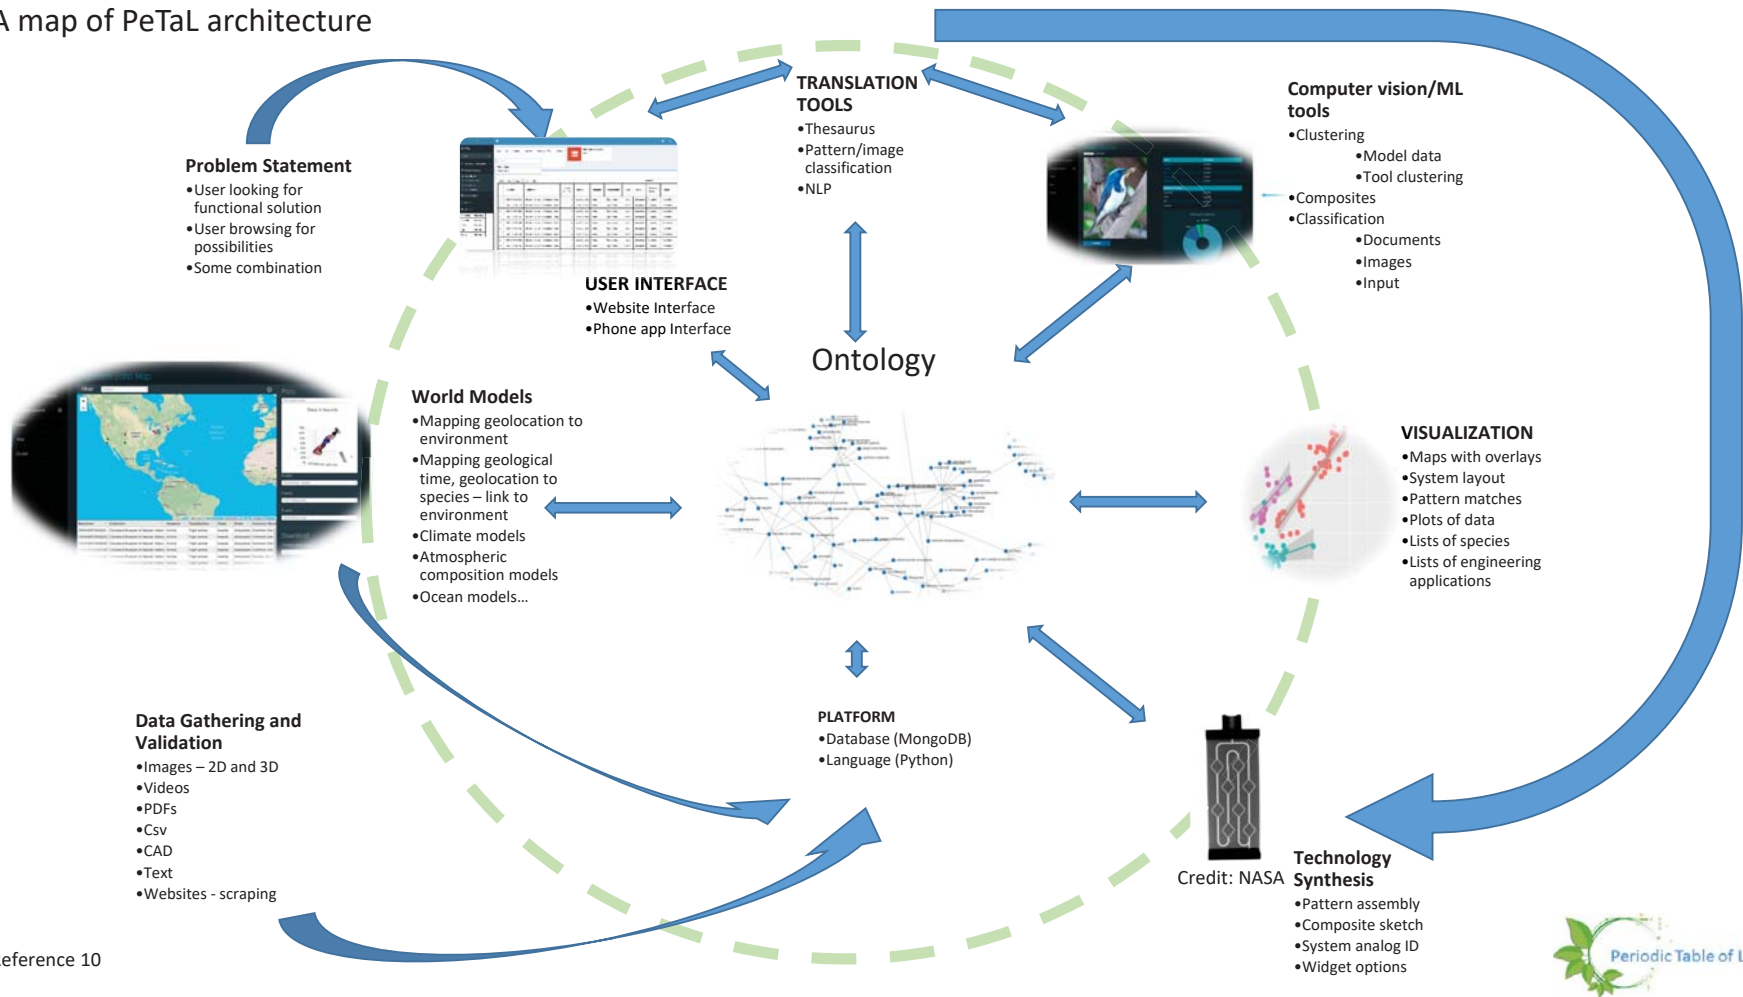 A map of PeTaL architecture
Problem Statement
•User looking for
functional solution
•User browsing for
possibilities
•Some combination
TRANSLATION
TOOLS
•Thesaurus
•Pattern/image
classification
•NLP
Computer vision/ML
tools
•Clustering
•Model data
•Tool clustering
•Composites
•Classification
•Documents
•Images
•Input
USER INTERFACE
•Website Interface
•Phone app Interface
Ontology
World Models
•Mapping geolocation to
environment
•Mapping geological
time, geolocation to
species – link to
environment
•Climate models
•Atmospheric
composition models
•Ocean models...
VISUALIZATION
•Maps with overlays
•System layout
•Pattern matches
•Plots of data
•Lists of species
•Lists of engineering
applications
PLATFORM
•Database (MongoDB)
•Language (Python)
Data Gathering and
Validation
•Images – 2D and 3D
•Videos
•PDFs
•Csv
•CAD
•Text
•Websites - scraping
Credit: NASA
Technology
Synthesis
•Pattern assembly
•Composite sketch
•System analog ID
•Widget options
eference 10
Periodic Table of L